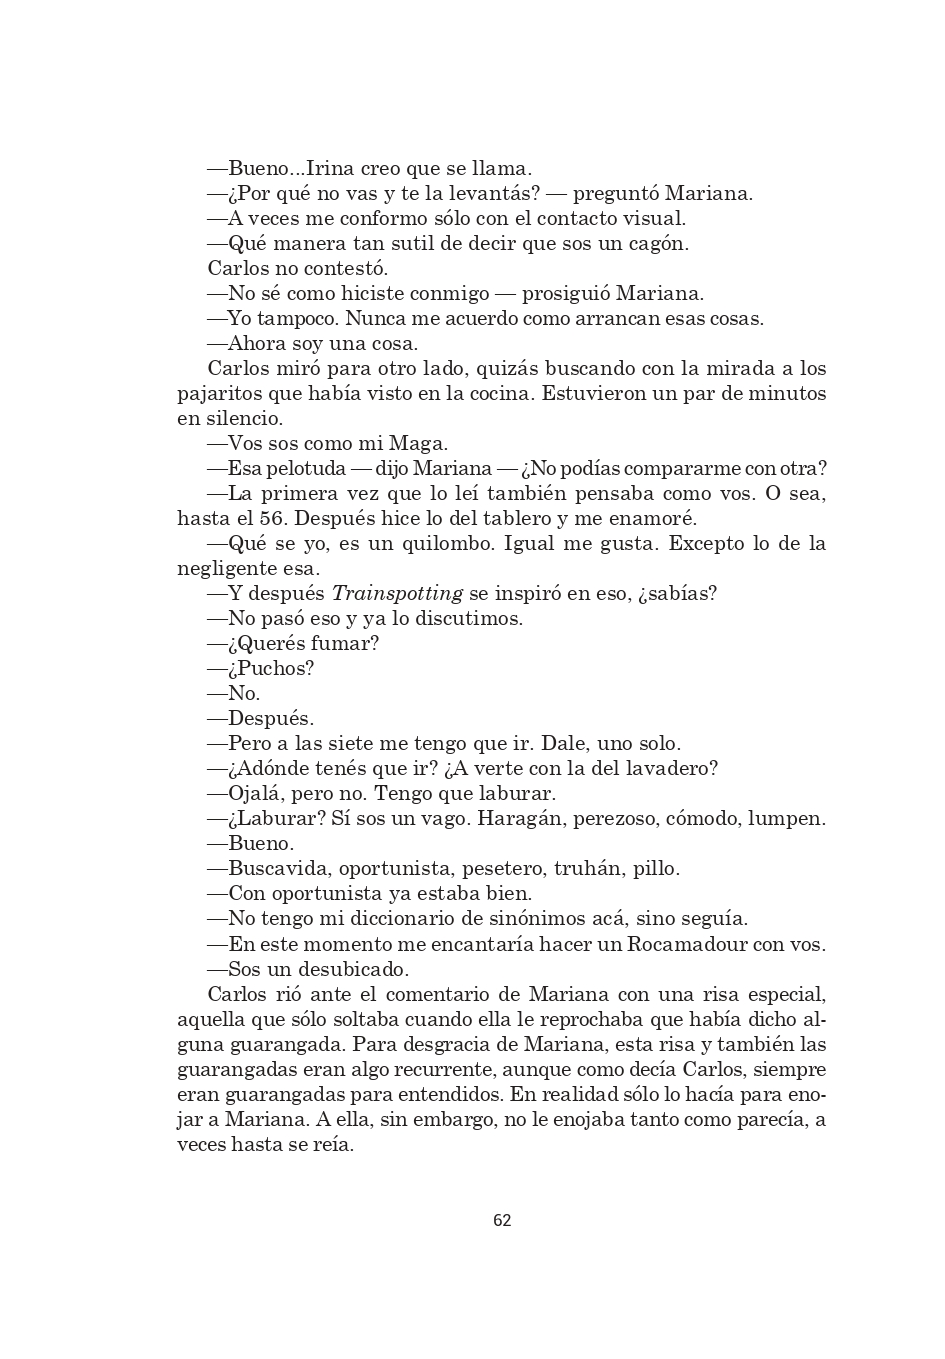 —Bueno...Irina creo que se llama.
—¿Por qué no vas y te la levantás? — preguntó Mariana.
—A veces me conformo sólo con el contacto visual.
—Qué manera tan sutil de decir que sos un cagón.
Carlos no contestó.
—No sé como hiciste conmigo — prosiguió Mariana.
—Yo tampoco. Nunca me acuerdo como arrancan esas cosas.
—Ahora soy una cosa.
Carlos miró para otro lado, quizás buscando con la mirada a los
pajaritos que había visto en la cocina. Estuvieron un par de minutos
en silencio.
—Vos sos como mi Maga.
—Esa pelotuda — dijo Mariana — ¿No podías compararme con otra?
—La primera vez que lo leí también pensaba como vos. O sea,
hasta el 56. Después hice lo del tablero y me enamoré.
—Qué se yo, es un quilombo. Igual me gusta. Excepto lo de la
negligente esa.
—Y después Trainspotting se inspiró en eso, ¿sabías?
—No pasó eso y ya lo discutimos.
—¿Querés fumar?
—¿Puchos?
—No.
—Después.
—Pero a las siete me tengo que ir. Dale, uno solo.
—¿Adónde tenés que ir? ¿A verte con la del lavadero?
—Ojalá, pero no. Tengo que laburar.
—¿Laburar? Sí sos un vago. Haragán, perezoso, cómodo, lumpen.
—Bueno.
—Buscavida, oportunista, pesetero, truhán, pillo.
—Con oportunista ya estaba bien.
—No tengo mi diccionario de sinónimos acá, sino seguía.
—En este momento me encantaría hacer un Rocamadour con vos.
—Sos un desubicado.
Carlos rió ante el comentario de Mariana con una risa especial,
aquella que sólo soltaba cuando ella le reprochaba que había dicho al-
guna guarangada. Para desgracia de Mariana, esta risa y también las
guarangadas eran algo recurrente, aunque como decía Carlos, siempre
eran guarangadas para entendidos. En realidad sólo lo hacía para eno-
jar a Mariana. A ella, sin embargo, no le enojaba tanto como parecía, a
veces hasta se reía.
62